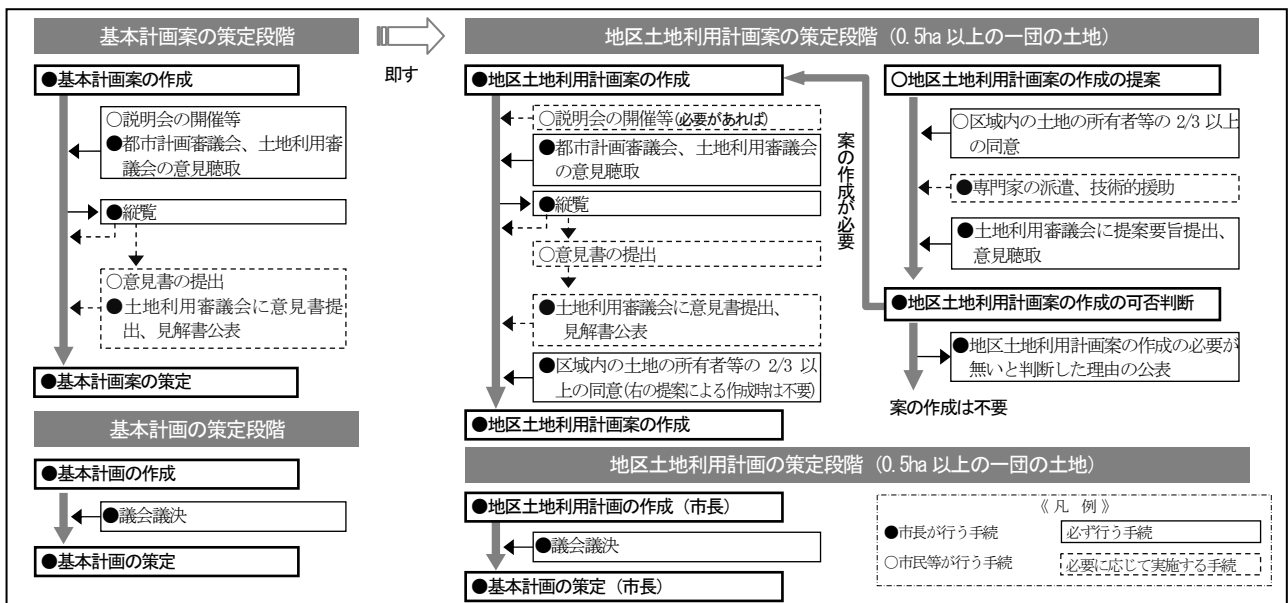 基本計画案の策定段階
即す
地区土地利用計画案の策定段階（0.5ha 以上の一団の土地）
●基本計画案の作成
○説明会の開催等
●都市計画審議会、土地利用審
議会の意見聴取
●縦覧
○意見書の提出
●土地利用審議会に意見書提
出、見解書公表
●基本計画案の策定
基本計画の策定段階
●基本計画の作成
●議会議決
●基本計画の策定
●地区土地利用計画案の作成
○説明会の開催等(必要があれば)
●都市計画審議会、土地利用審議会
の意見聴取
●縦覧
○意見書の提出
●土地利用審議会に意見書提出、
見解書公表
●区域内の土地の所有者等の 2/3 以
上の同意(右の提案による作成時は不要)
●地区土地利用計画案の作成
案の作成が必要
○地区土地利用計画案の作成の提案
○区域内の土地の所有者等の 2/3 以上
の同意
●専門家の派遣、技術的援助
●土地利用審議会に提案要旨提出、
意見聴取
●地区土地利用計画案の作成の可否判断
●地区土地利用計画案の作成の必要が
無いと判断した理由の公表
案の作成は不要
地区土地利用計画の策定段階（0.5ha 以上の一団の土地）
●地区土地利用計画の作成（市長）
●議会議決
●基本計画の策定（市長）
《 凡 例 》
●市長が行う手続
必ず行う手続
○市民等が行う手続
必要に応じて実施する手続